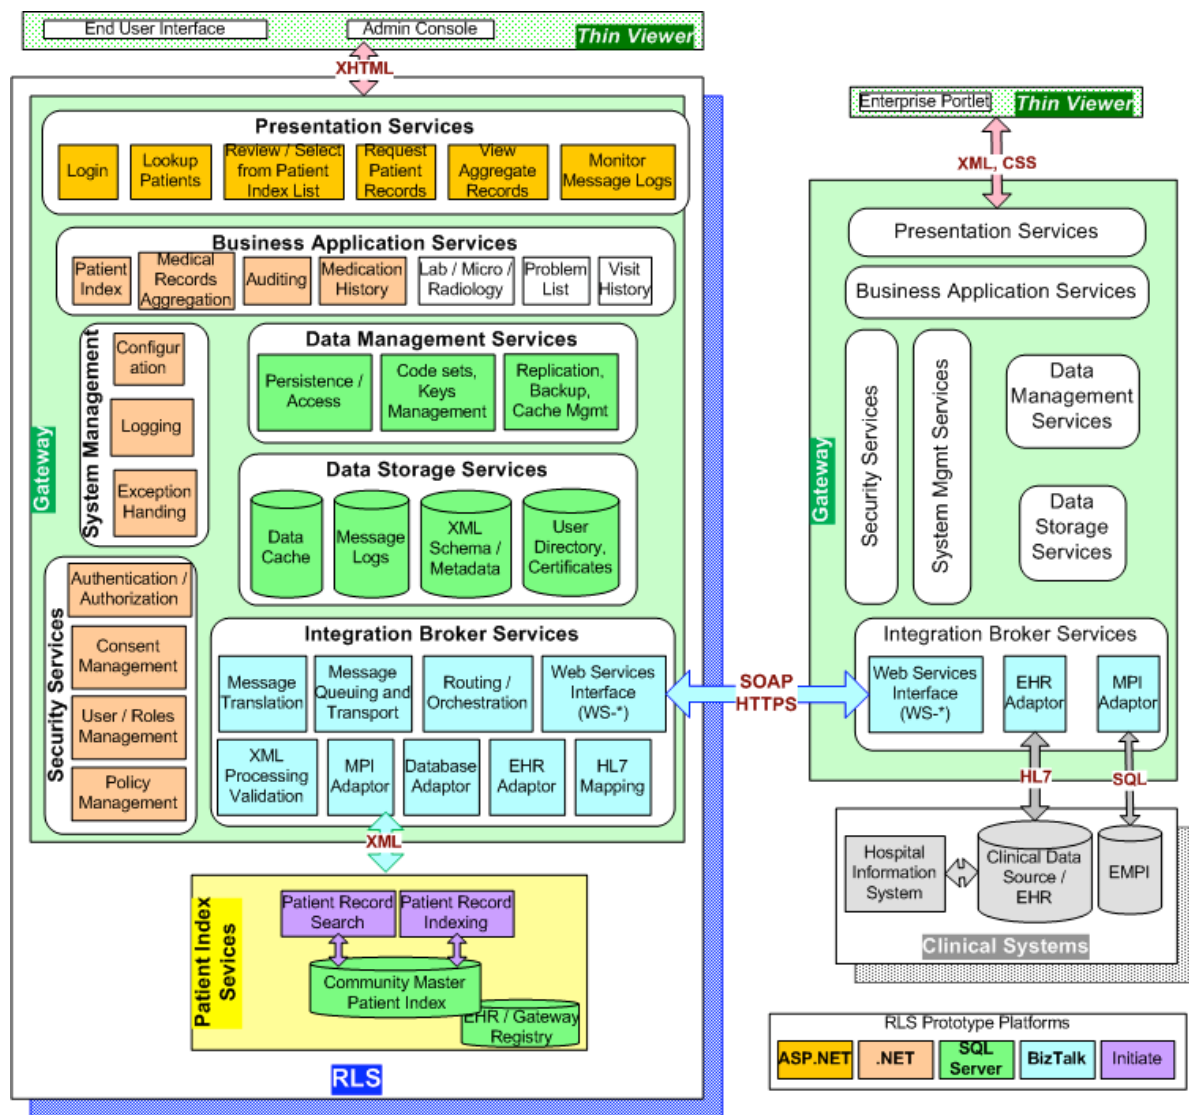 End User Interface
Admin Console
Thin Viewer
XHTML
Presentation Services
Login
Lookup
Patients
Review / Select
from Patient
Index List
Request
Patient
Records
View
Aggregate
Records
Monitor
Message Logs
Business Application Services
Patient
Index
Medical
Records
Aggregation
Auditing
Medication
History
Lab / Micro /
Radiology
Problem
List
Visit
History
System Management
Configur
ation
Logging
Exception
Handing
Data Management Services
Persistence /
Access
Code sets,
Keys
Management
Replication,
Backup,
Cache Mgmt
Gateway
Data Storage Services
Data
Cache
Message
Logs
XML
Schema /
Metadata
User
Directory,
Certificates
Security Services
Authentication /
Authorization
Consent
Management
User / Roles
Management
Policy
Management
Integration Broker Services
Message
Translation
Message
Queuing and
Transport
Routing /
Orchestration
Web Services
Interface
(WS-*)
XML
Processing
Validation
MPI
Adaptor
Database
Adaptor
EHR
Adaptor
HL7
Mapping
XML
Patient Index
Sevices
Patient Record
Search
Patient Record
Indexing
Community Master
Patient Index
EHR / Gateway
Registry
RLS
SOAP
HTTPS
Enterprise Portlet
Thin Viewer
XML, CSS
Presentation Services
Business Application Services
Security Services
System Mgmt Services
Data
Management
Services
Gateway
Data
Storage
Services
Integration Broker Services
Web Services
Interface
(WS-*)
EHR
Adaptor
MPI
Adaptor
HL7
SQL
Hospital
Information
System
Clinical Data
Source /
EHR
EMPI
Clinical Systems
RLS Prototype Platforms
ASP.NET
.NET
SQL
Server
BizTalk
Initiate